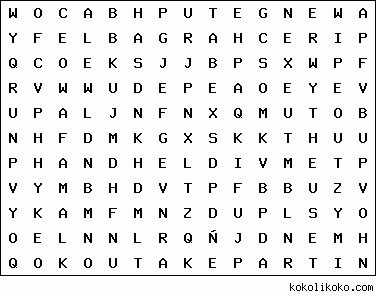 W O C A B H P U T E G N E W A
Y F E L B A G R A H C E R I P
Q C O E K S J J B P S X W P F
R V W W U D E P E A O E Y E V
U P A L J N F N X Q M U T O B
N H F D M K G X S K K T H U U
P H A N D H E L D I V M E T P
V Y M B H D V T P F B B U Z V
Y K A M F M N Z D U P L S Y O
O E L N N L R Q Ñ J D N E M H
Q O K O U T A K E P A R T I N
kokolikoko.com